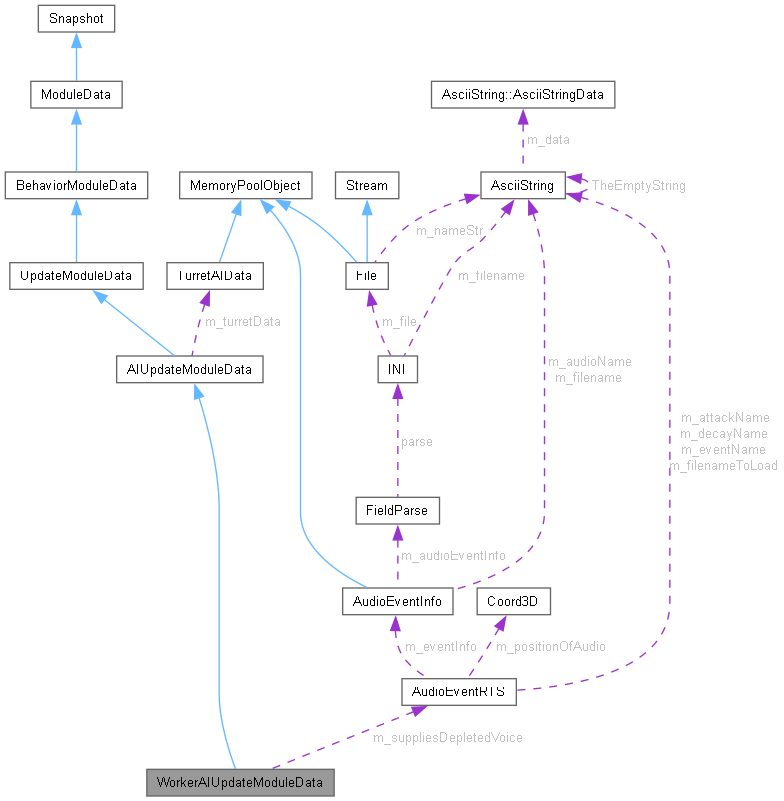 Snapshot
ModuleData
AsciiString::AsciiStringData
m_data
BehaviorModuleData
MemoryPoolObject
Stream
AsciiString
TheEmptyString
m_nameStr
UpdateModuleData
TurretAIData
File
m_filename
m_turretData
m_file
AIUpdateModuleData
INI
m_audioName
m_filename
m_attackName
m_decayName
m_eventName
m_filenameToLoad
parse
FieldParse
m_audioEventInfo
AudioEventInfo
Coord3D
m_eventInfo
m_positionOfAudio
AudioEventRTS
m_suppliesDepletedVoice
WorkerAIUpdateModuleData